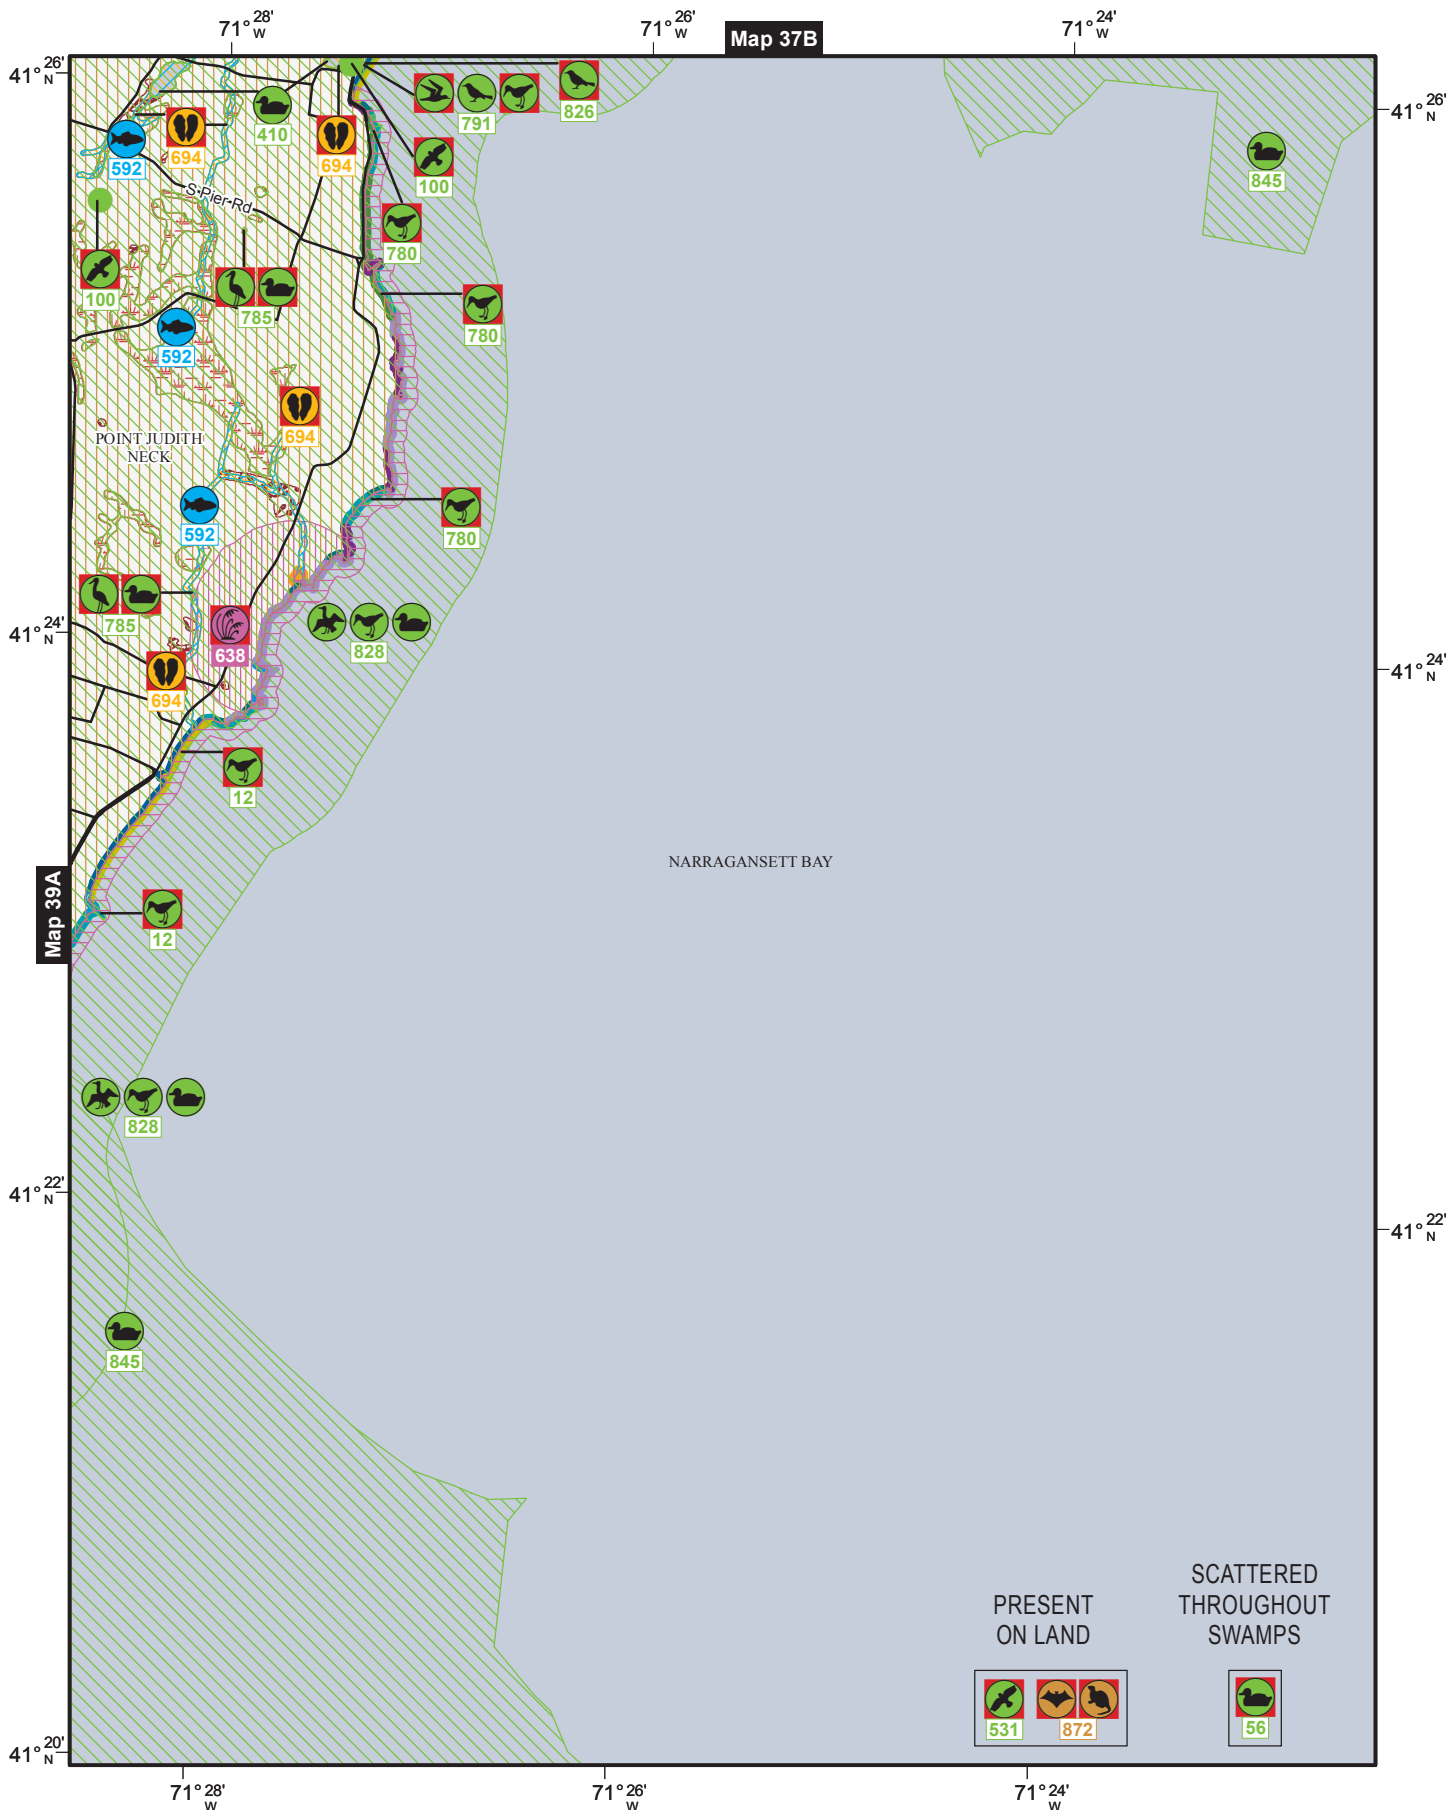 71° 28' W
71° 26' W
71° 24' W
Map 37B
41° 26' N
41° 26' N
826
791
410
694
694
592
100
845
S Pier Rd
780
100
785
780
592
694
POINT JUDITH
NECK
592
780
785
638
828
41° 24' N
41° 24' N
694
12
NARRAGANSETT BAY
Map 39A
12
828
41° 22' N
41° 22' N
845
PRESENT
ON LAND
531
872
SCATTERED
THROUGHOUT
SWAMPS
56
41° 20' N
71° 28' W
71° 26' W
71° 24' W